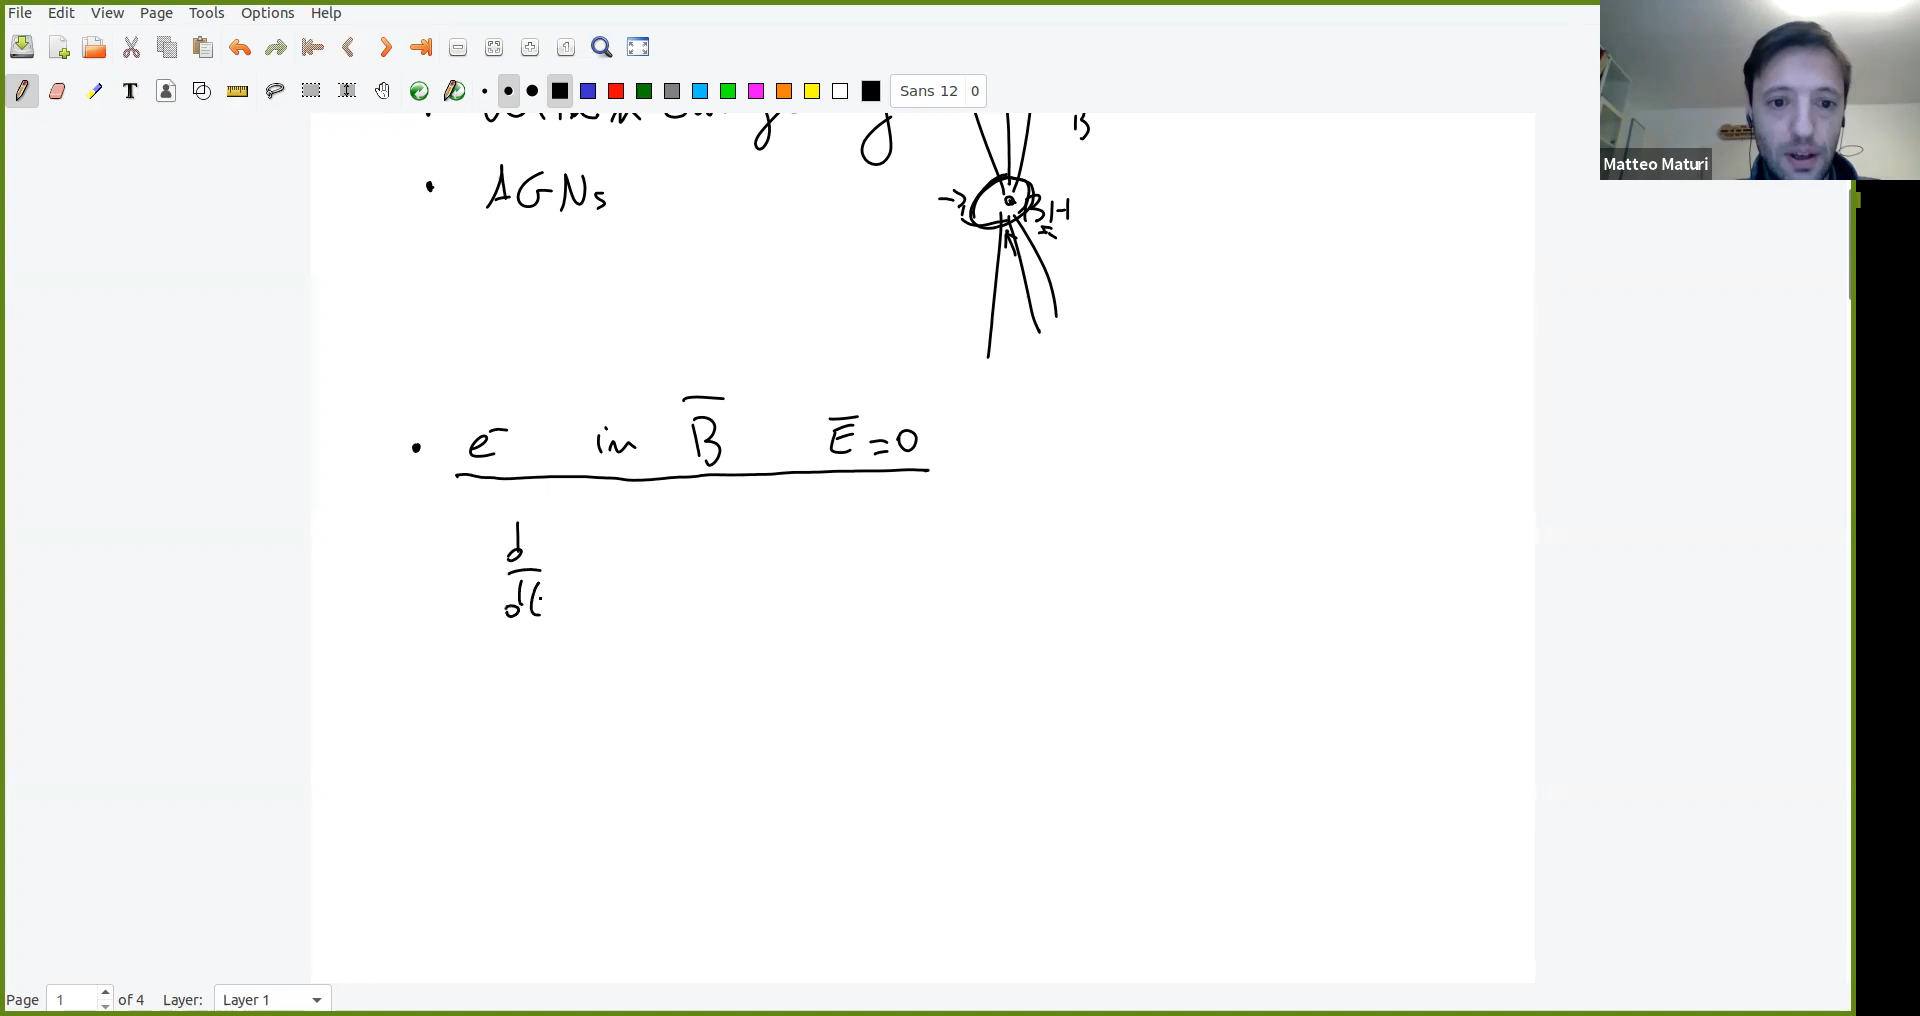 File Edit View Page Tools Options Help
Sans 12 0
Matteo Maturi
B
• AGNs
BH
• e⁻ in B̅ E̅ = 0
d
dt
Page 1 of 4 Layer: Layer 1